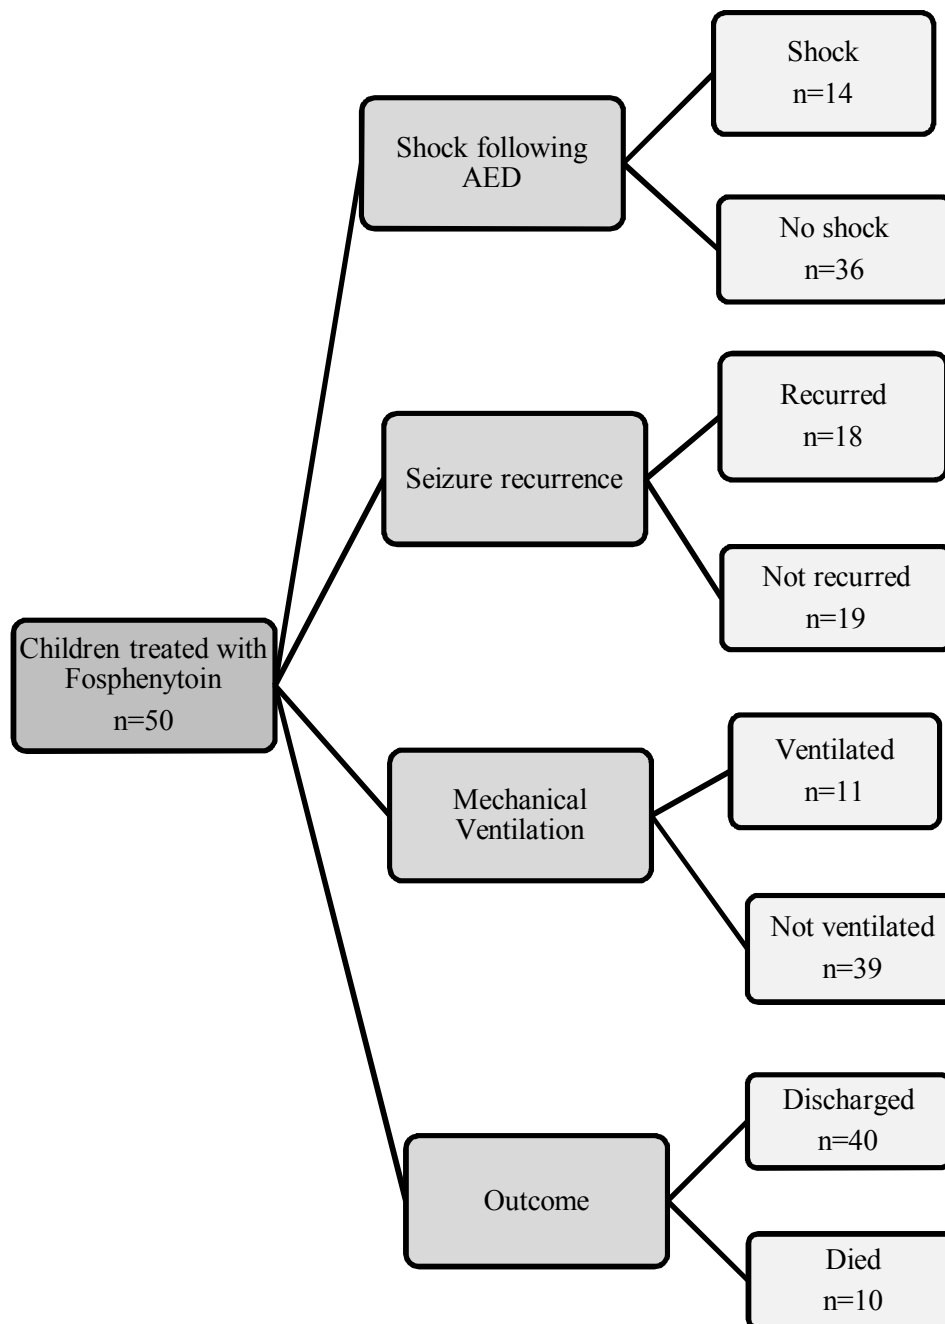 Shock
n=14
Shock following
AED
No shock
n=36
Recurred
n=18
Seizure recurrence
Not recurred
n=19
Children treated with
Fosphenytoin
n=50
Ventilated
n=11
Mechanical
Ventilation
Not ventilated
n=39
Discharged
n=40
Outcome
Died
n=10